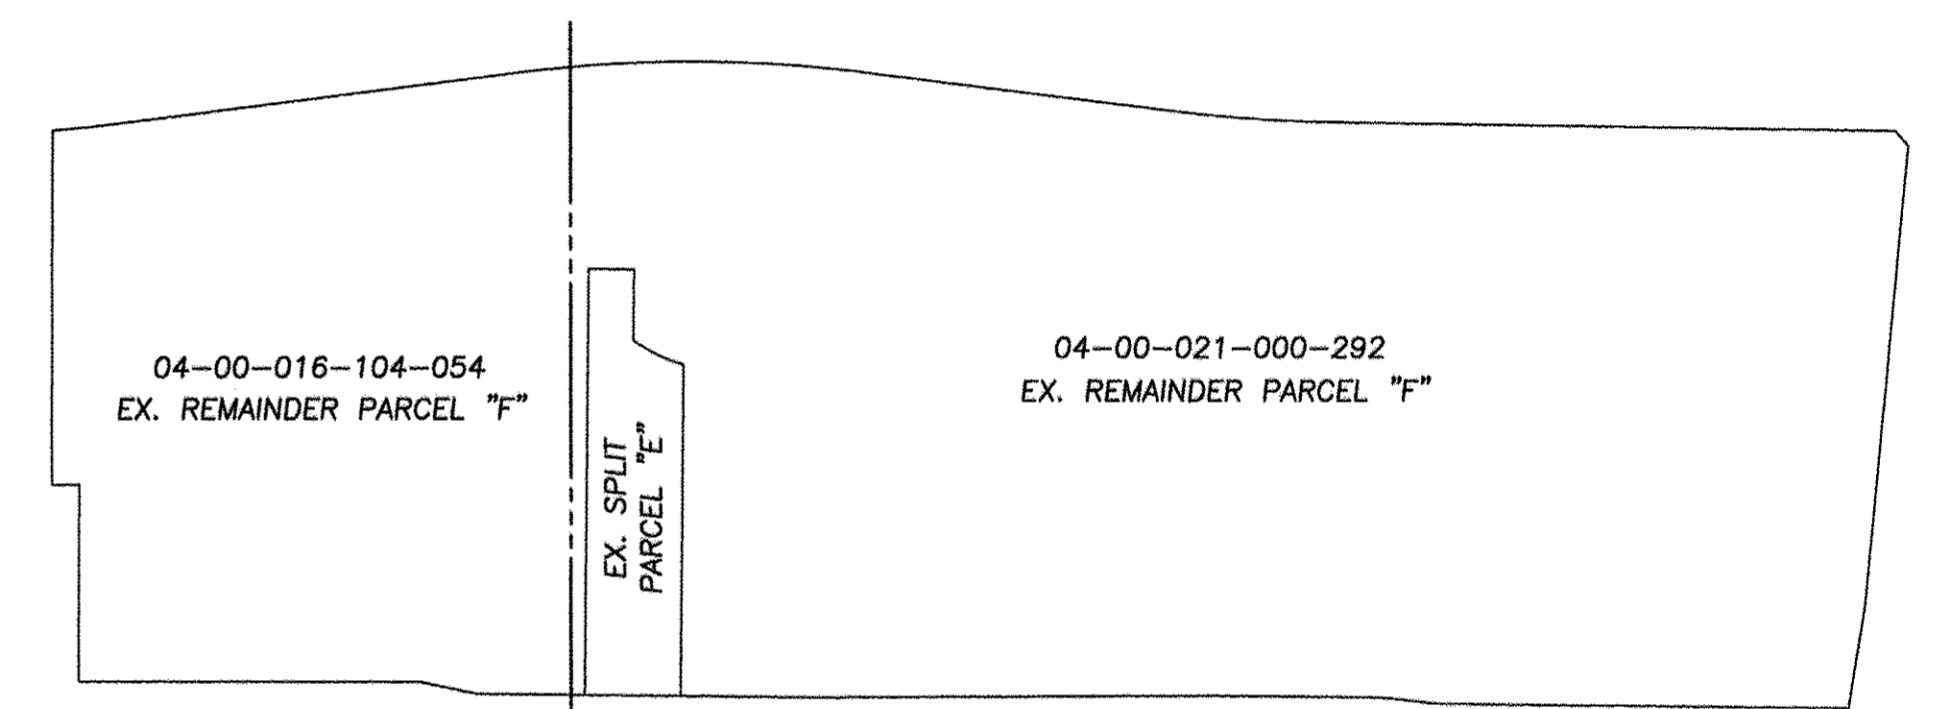 04-00-016-104-054
EX. REMAINDER PARCEL "F"
EX. SPLIT
PARCEL "E"
04-00-021-000-292
EX. REMAINDER PARCEL "F"